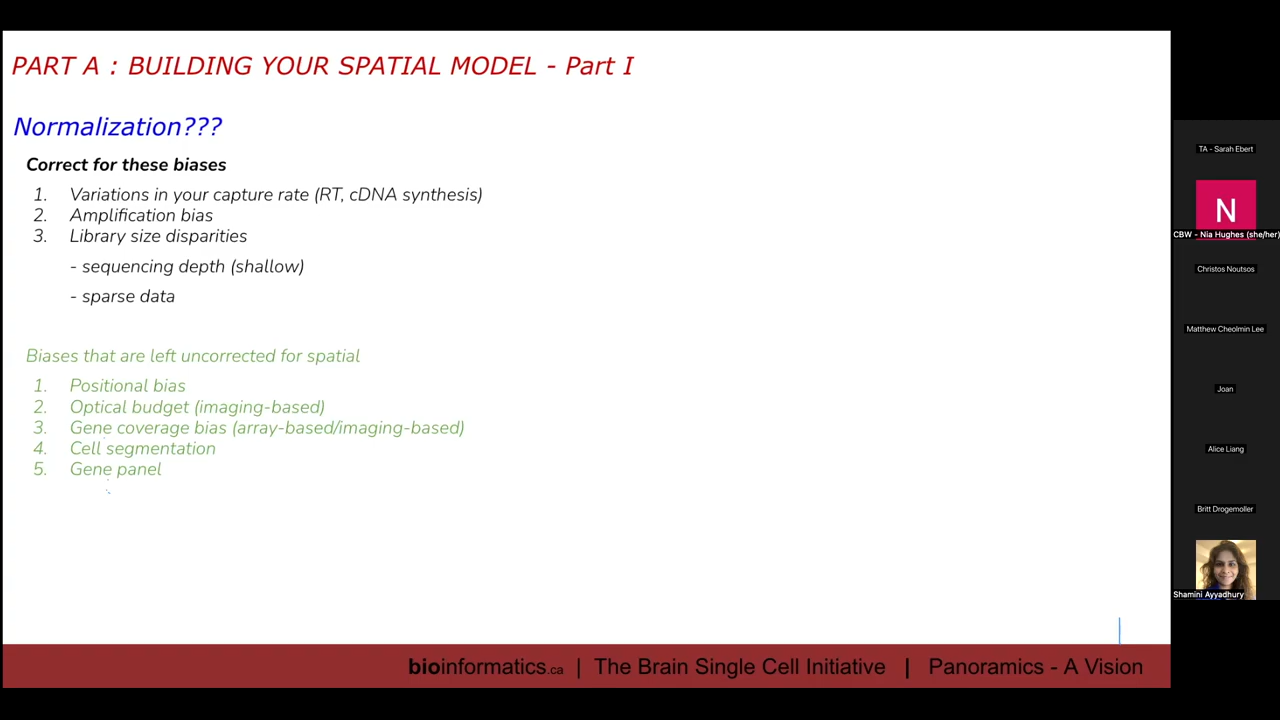 PART A : BUILDING YOUR SPATIAL MODEL - Part I
Normalization???
Correct for these biases
1. Variations in your capture rate (RT, cDNA synthesis)
2. Amplification bias
3. Library size disparities
- sequencing depth (shallow)
- sparse data
Biases that are left uncorrected for spatial
1. Positional bias
2. Optical budget (imaging-based)
3. Gene coverage bias (array-based/imaging-based)
4. Cell segmentation
5. Gene panel
bioinformatics.ca | The Brain Single Cell Initiative | Panoramics - A Vision
TA - Sarah Ebert
N
CBW - Nia Hughes (she/her)
Christos Noutsos
Matthew Cheolmin Lee
Joan
Alice Liang
Britt Drogemoller
Shamini Ayyadhury